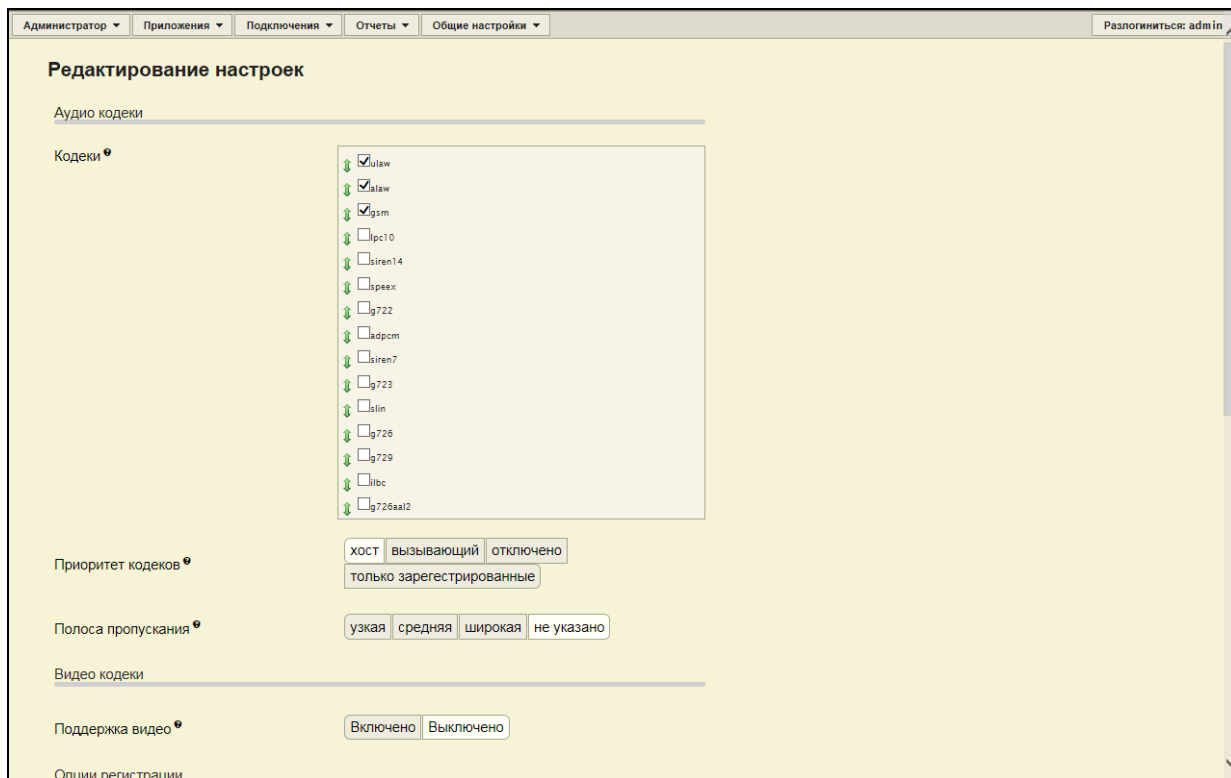 Администратор Приложения Подключения Отчеты Общие настройки Разлогиниться: admin
Редактирование настроек
Аудио кодеки
Кодеки
ulaw
alaw
gsm
lpc10
siren14
speex
g722
adpcm
siren7
g723
slin
g726
g729
ilbc
g726aal2
Приоритет кодеков
хост вызывающий отключено
только зарегестрированные
Полоса пропускания
узкая средняя широкая не указано
Видео кодеки
Поддержка видео
Включено Выключено
Опции регистрации